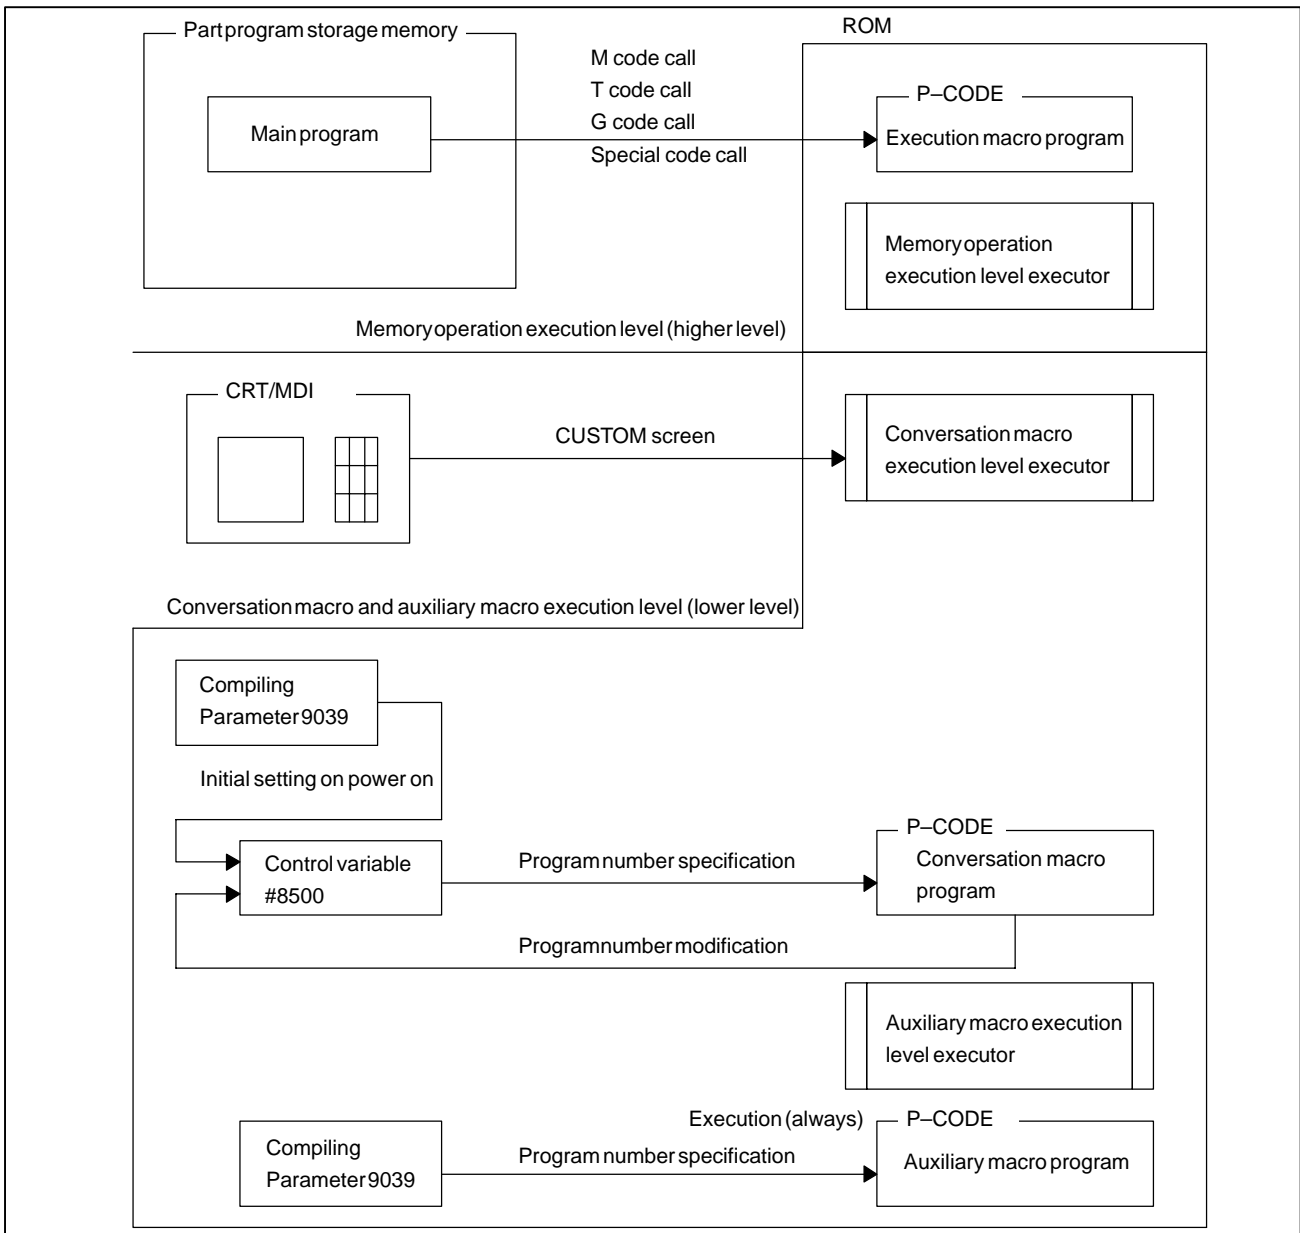 Part program storage memory
ROM
M code call
T code call
G code call
Special code call
Main program
P–CODE
Execution macro program
Memory operation
execution level executor
Memory operation execution level (higher level)
CRT/MDI
CUSTOM screen
Conversation macro
execution level executor
Conversation macro and auxiliary macro execution level (lower level)
Compiling
Parameter 9039
Initial setting on power on
Control variable
#8500
Program number specification
P–CODE
Conversation macro
program
Program number modification
Auxiliary macro execution
level executor
Execution (always)
Compiling
Parameter 9039
Program number specification
P–CODE
Auxiliary macro program